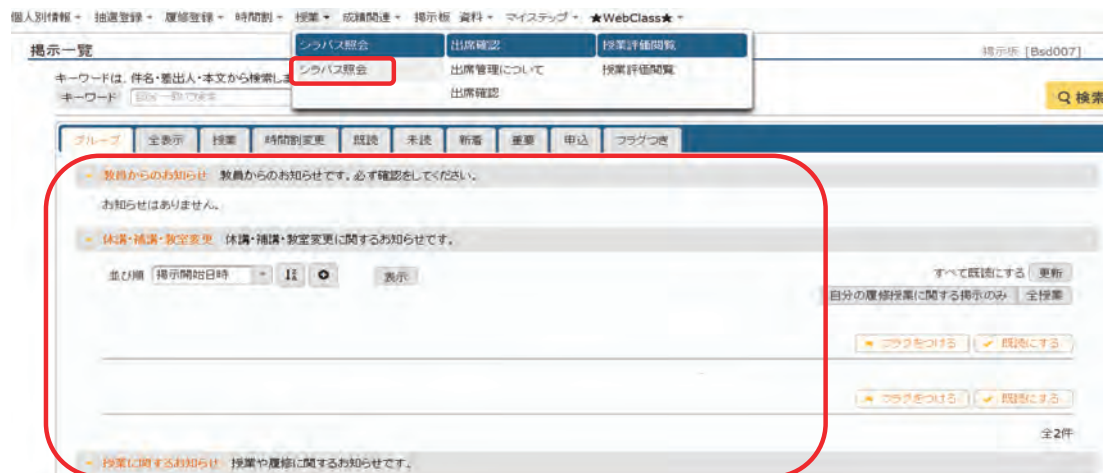 個人別情報 抽選登録 履修登録 時間割 授業 成績関連 掲示板 資料 マイステップ ★WebClass★
掲示一覧
掲示板 [Bsd007]
シラバス照会 出席確認 授業評価閲覧
シラバス照会 出席管理について 授業評価閲覧
出席確認
キーワードは、件名・差出人・本文から検索しま
キーワード
検索
グループ 全表示 授業 時間割変更 既読 未読 新着 重要 申込 フラグつき
教員からのお知らせ 教員からのお知らせです。必ず確認をしてください。
お知らせはありません。
休講・補講・教室変更 休講・補講・教室変更に関するお知らせです。
並び順 掲示開始日時 表示
すべて既読にする 更新
自分の履修授業に関する掲示のみ 全授業
フラグをつける 既読にする
フラグをつける 既読にする
全2件
授業に関するお知らせ 授業や履修に関するお知らせです。